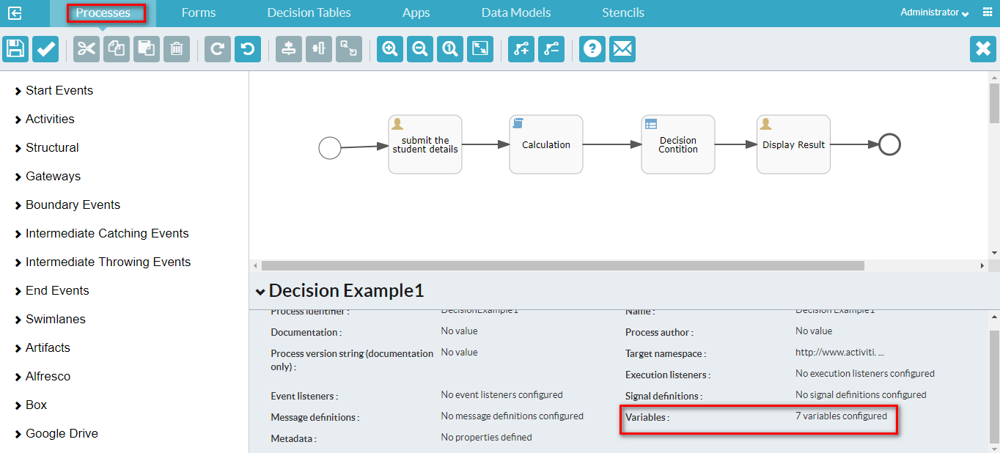 Processes Forms Decision Tables Apps Data Models Stencils Administrator
Start Events
Activities
Structural
Gateways
Boundary Events
Intermediate Catching Events
Intermediate Throwing Events
End Events
Swimlanes
Artifacts
Alfresco
Box
Google Drive
submit the
student details
Calculation
Decision
Contition
Display Result
Decision Example1
Process identifier : DecisionExample1 Name : Decision Example1
Documentation : No value Process author : No value
Process version string (documentation No value Target namespace : http://www.activiti. ...
only) :
Execution listeners : No execution listeners configured
Event listeners : No event listeners configured Signal definitions : No signal definitions configured
Message definitions : No message definitions configured Variables : 7 variables configured
Metadata : No properties defined